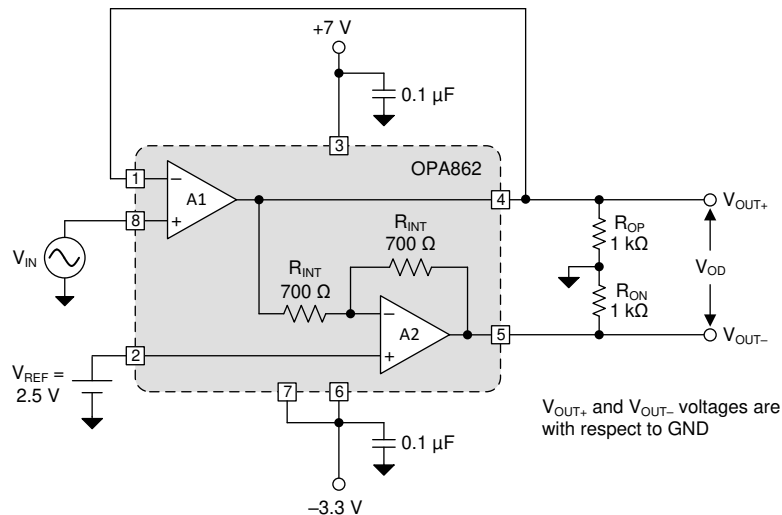 +7 V
0.1 µF
3
OPA862
1
A1
4
V_OUT+
8
R_INT
700 Ω
R_OP
1 kΩ
V_IN
R_INT
700 Ω
V_OD
R_ON
1 kΩ
A2
2
5
V_OUT–
V_REF =
2.5 V
7
6
V_OUT+ and V_OUT– voltages are
with respect to GND
0.1 µF
–3.3 V